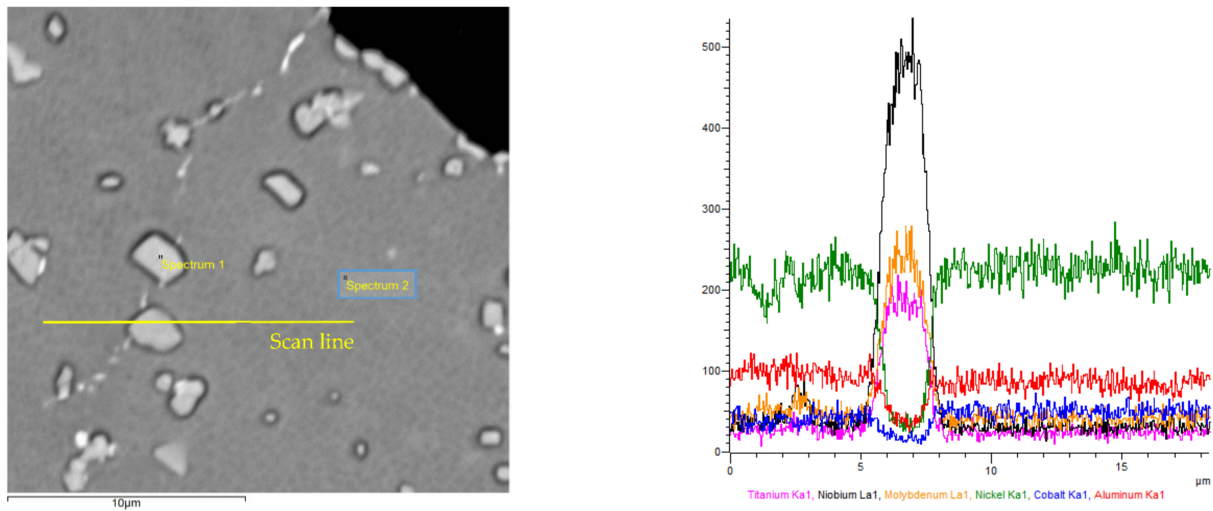 Spectrum 1
Spectrum 2
Scan line
10µm
500
400
300
200
100
0
0 5 10 15
µm
Titanium Ka1, Niobium La1, Molybdenum La1, Nickel Ka1, Cobalt Ka1, Aluminum Ka1